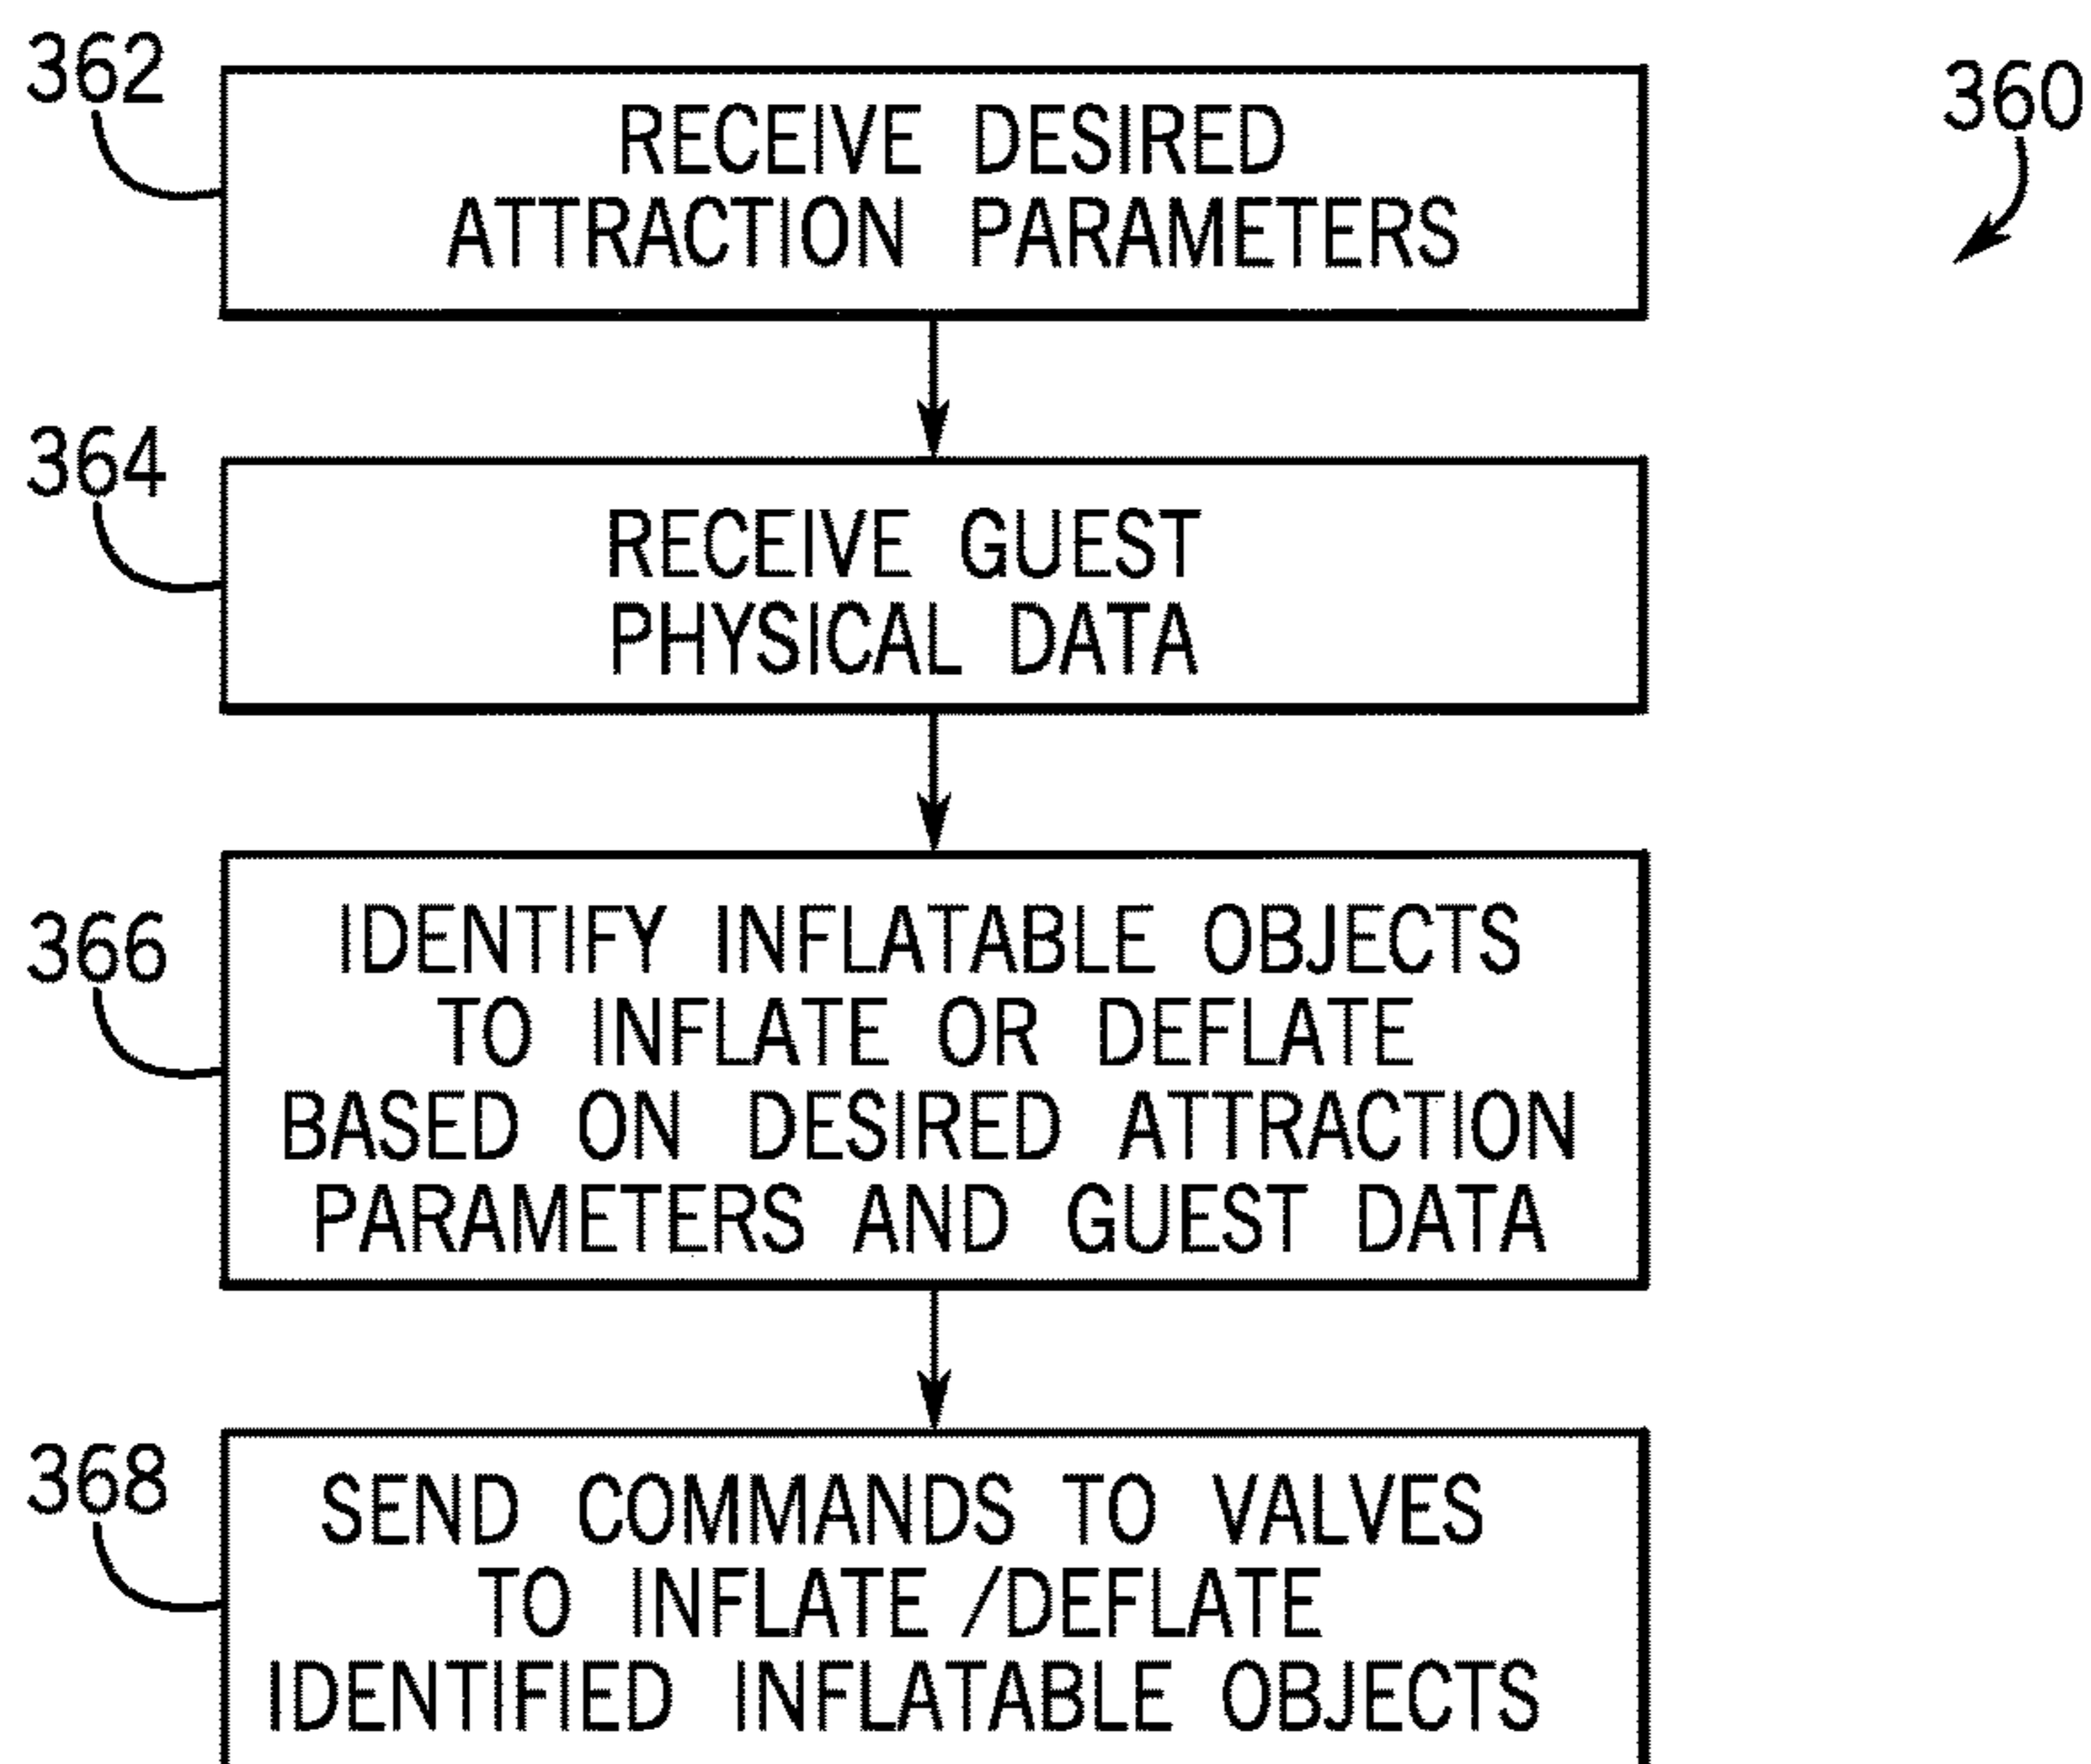 362
RECEIVE DESIRED
ATTRACTION PARAMETERS
360
364
RECEIVE GUEST
PHYSICAL DATA
366
IDENTIFY INFLATABLE OBJECTS
TO INFLATE OR DEFLATE
BASED ON DESIRED ATTRACTION
PARAMETERS AND GUEST DATA
368
SEND COMMANDS TO VALVES
TO INFLATE /DEFLATE
IDENTIFIED INFLATABLE OBJECTS